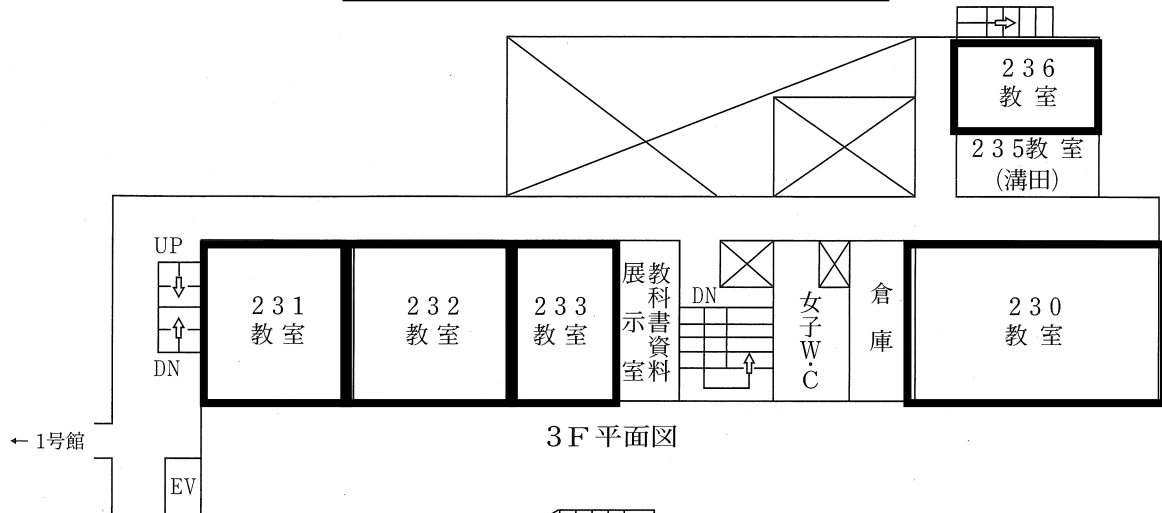 ２３６
教 室
２３５教 室
(溝田)
UP
DN
２３１
教 室
２３２
教 室
２３３
教 室
教科書資料
展 示 室
DN
女子W・C
倉 庫
２３０
教 室
３Ｆ平面図
← 1号館
EV